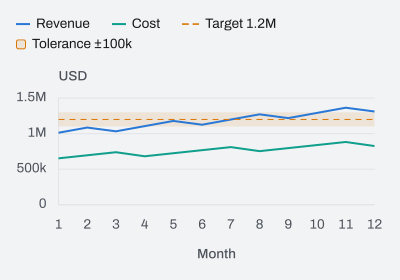 Revenue Cost Target 1.2M
Tolerance ±100k
USD
1.5M
1M
500k
0
1 2 3 4 5 6 7 8 9 10 11 12
Month